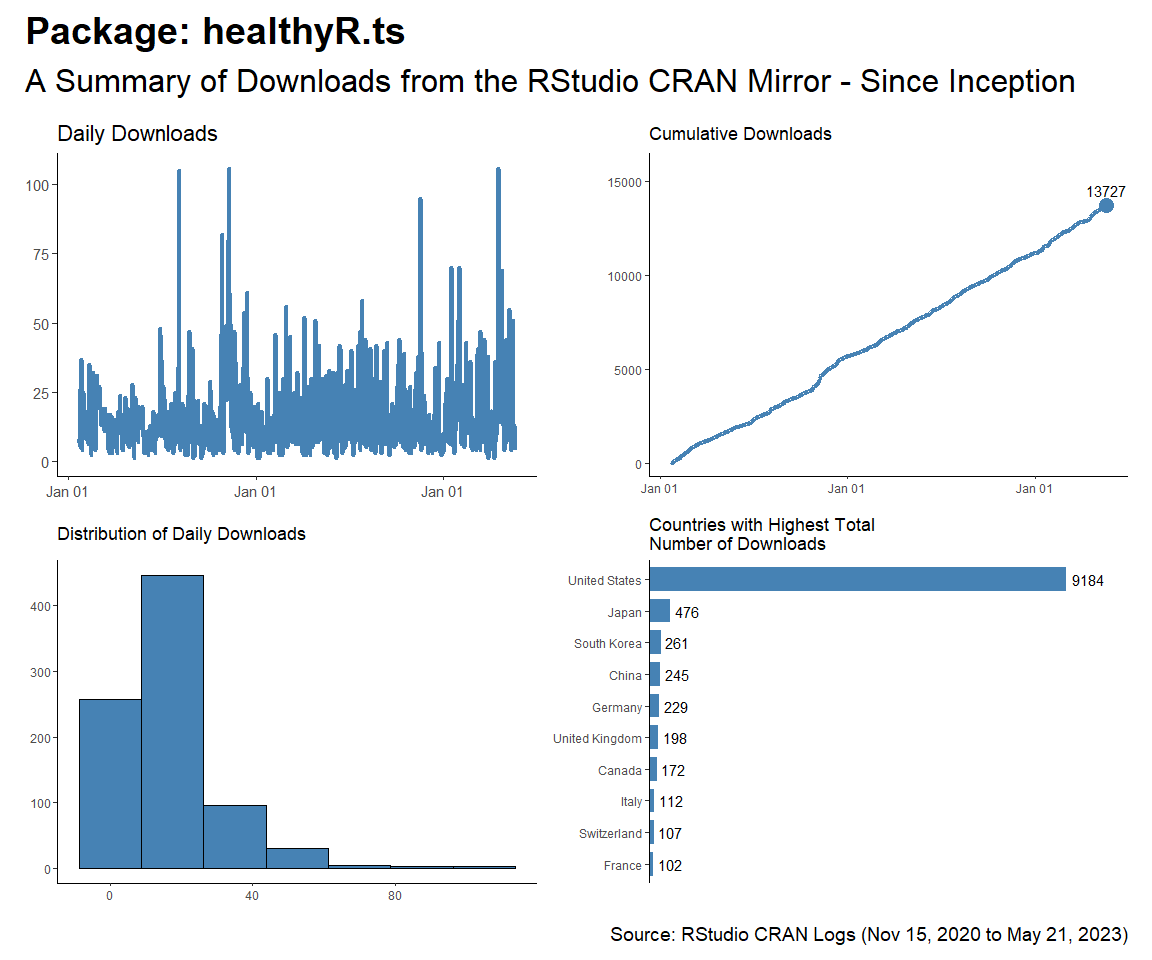 Package: healthyR.ts
A Summary of Downloads from the RStudio CRAN Mirror - Since Inception
Daily Downloads
100
75
50
25
0
Jan 01 Jan 01 Jan 01
Cumulative Downloads
15000
10000
5000
0
13727
Jan 01 Jan 01 Jan 01
Distribution of Daily Downloads
400
300
200
100
0
0 40 80
Countries with Highest Total
Number of Downloads
United States 9184
Japan 476
South Korea 261
China 245
Germany 229
United Kingdom 198
Canada 172
Italy 112
Switzerland 107
France 102
Source: RStudio CRAN Logs (Nov 15, 2020 to May 21, 2023)